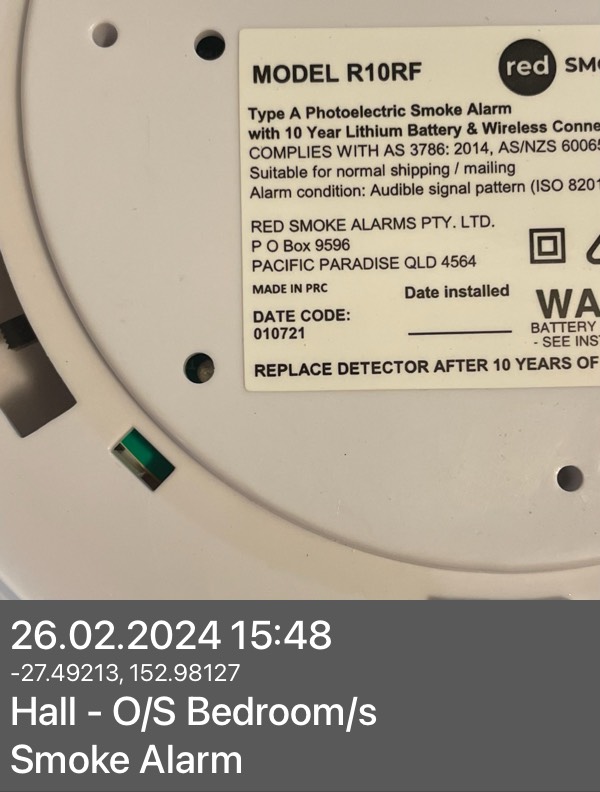 MODEL R10RF
red
Type A Photoelectric Smoke Alarm
with 10 Year Lithium Battery & Wireless
COMPLIES WITH AS 3786: 2014, AS/NZS
Suitable for normal shipping / mailing
Alarm condition: Audible signal pattern (ISO
RED SMOKE ALARMS PTY. LTD.
P O Box 9596
PACIFIC PARADISE QLD 4564
MADE IN PRC
Date installed
DATE CODE:
010721
BATTERY
- SEE
REPLACE DETECTOR AFTER 10 YEARS OF
26.02.2024 15:48
-27.49213, 152.98127
Hall - O/S Bedroom/s
Smoke Alarm